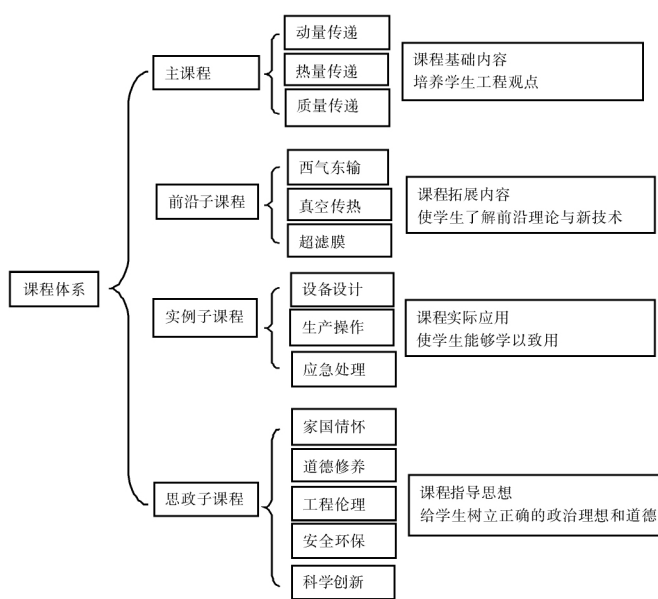 课程体系
主课程
动量传递
热量传递
质量传递
课程基础内容
培养学生工程观点
前沿子课程
西气东输
真空传热
超滤膜
课程拓展内容
使学生了解前沿理论与新技术
实例子课程
设备设计
生产操作
应急处理
课程实际应用
使学生能够学以致用
思政子课程
家国情怀
道德修养
工程伦理
安全环保
科学创新
课程指导思想
给学生树立正确的政治理想和道德